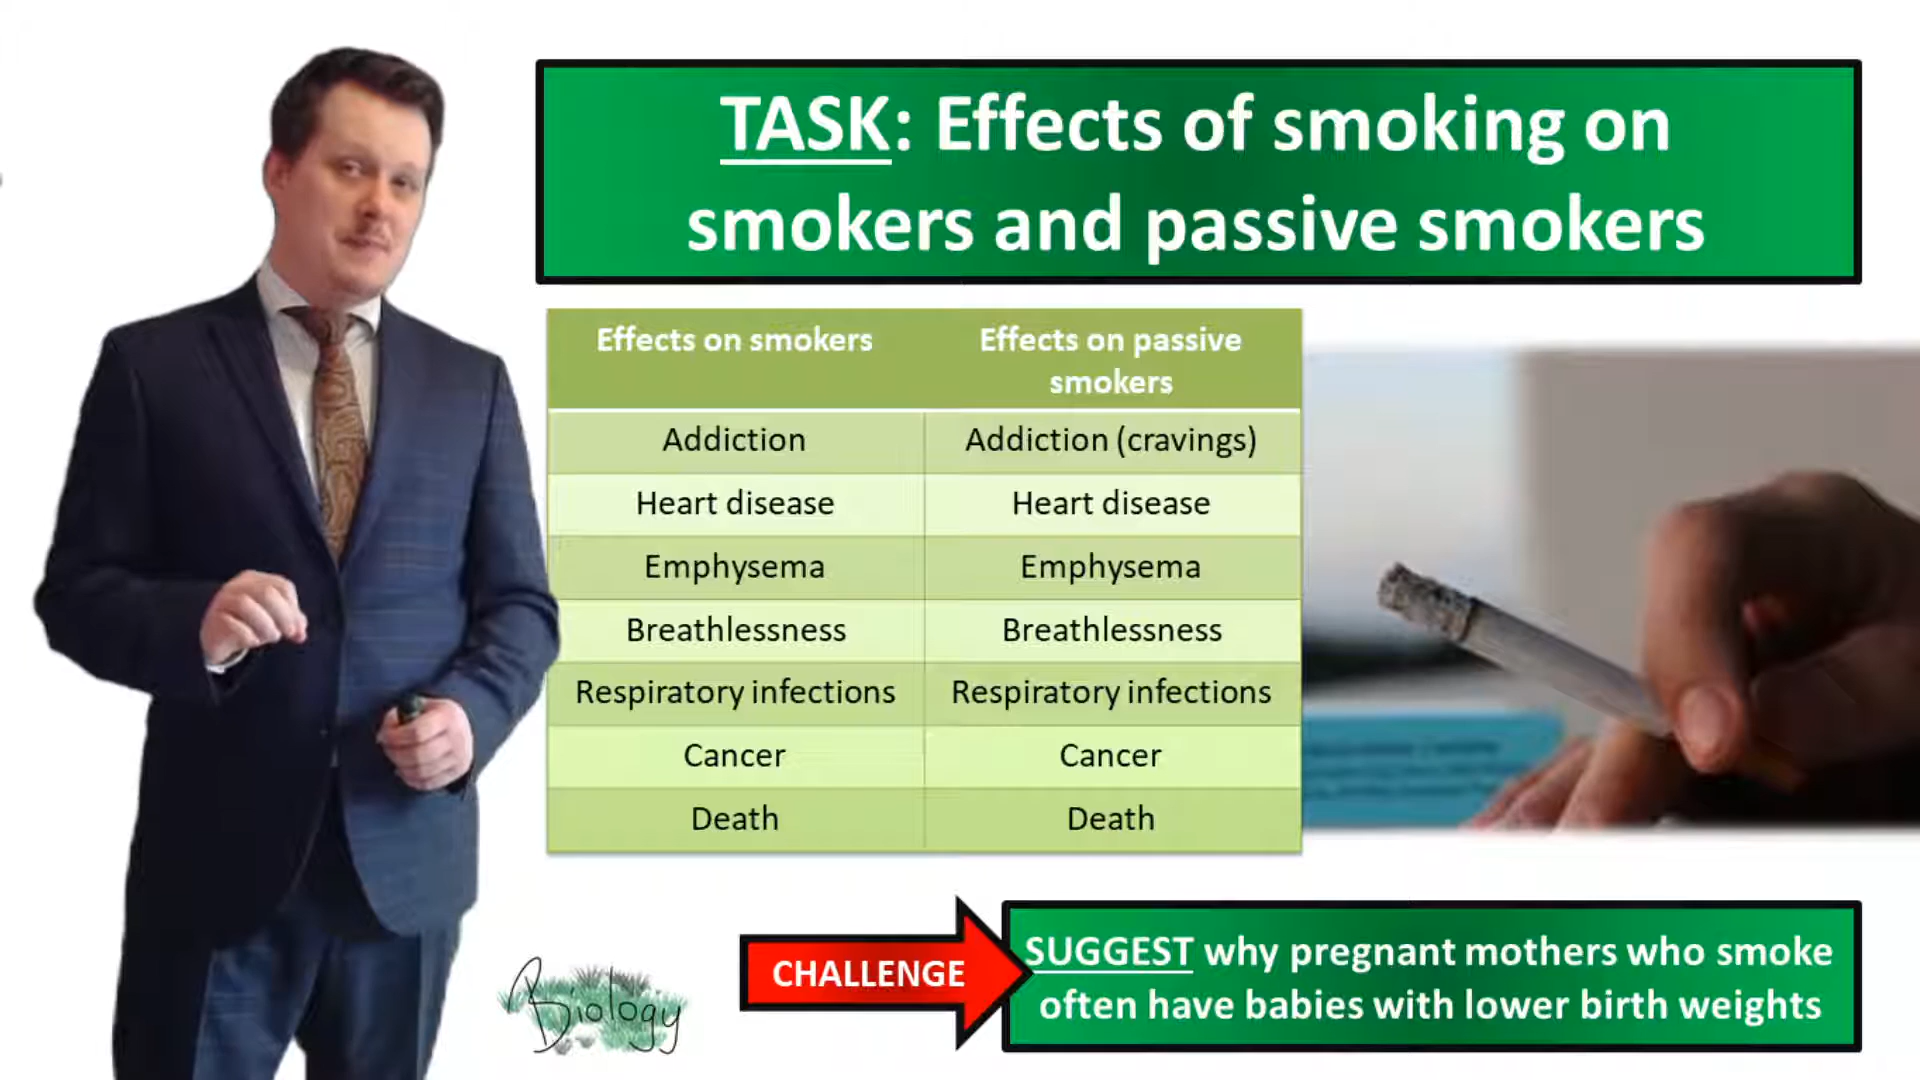 TASK: Effects of smoking on
smokers and passive smokers
Effects on smokers
Effects on passive
smokers
Addiction
Addiction (cravings)
Heart disease
Heart disease
Emphysema
Emphysema
Breathlessness
Breathlessness
Respiratory infections
Respiratory infections
Cancer
Cancer
Death
Death
Biology
CHALLENGE
SUGGEST why pregnant mothers who smoke
often have babies with lower birth weights